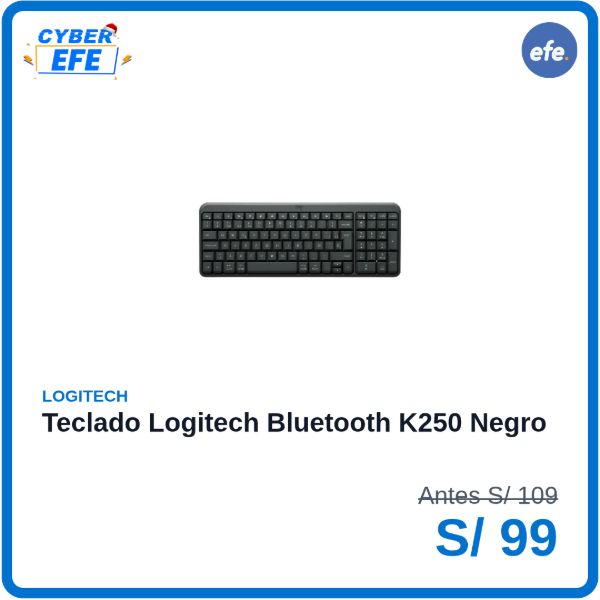 CYBER
EFE
efe.
LOGITECH
Teclado Logitech Bluetooth K250 Negro
Antes S/ 109
S/ 99